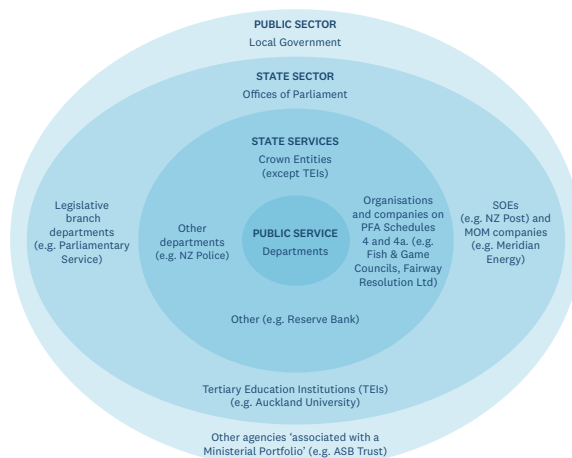 PUBLIC SECTOR
Local Government
STATE SECTOR
Offices of Parliament
STATE SERVICES
Crown Entities
(except TEIs)
Legislative
branch
departments
(e.g. Parliamentary
Service)
Other
departments
(e.g. NZ Police)
PUBLIC SERVICE
Departments
Organisations
and companies on
PFA Schedules
4 and 4a. (e.g.
Fish & Game
Councils, Fairway
Resolution Ltd)
SOEs
(e.g. NZ Post) and
MOM companies
(e.g. Meridian
Energy)
Other (e.g. Reserve Bank)
Tertiary Education Institutions (TEIs)
(e.g. Auckland University)
Other agencies ‘associated with a
Ministerial Portfolio’ (e.g. ASB Trust)